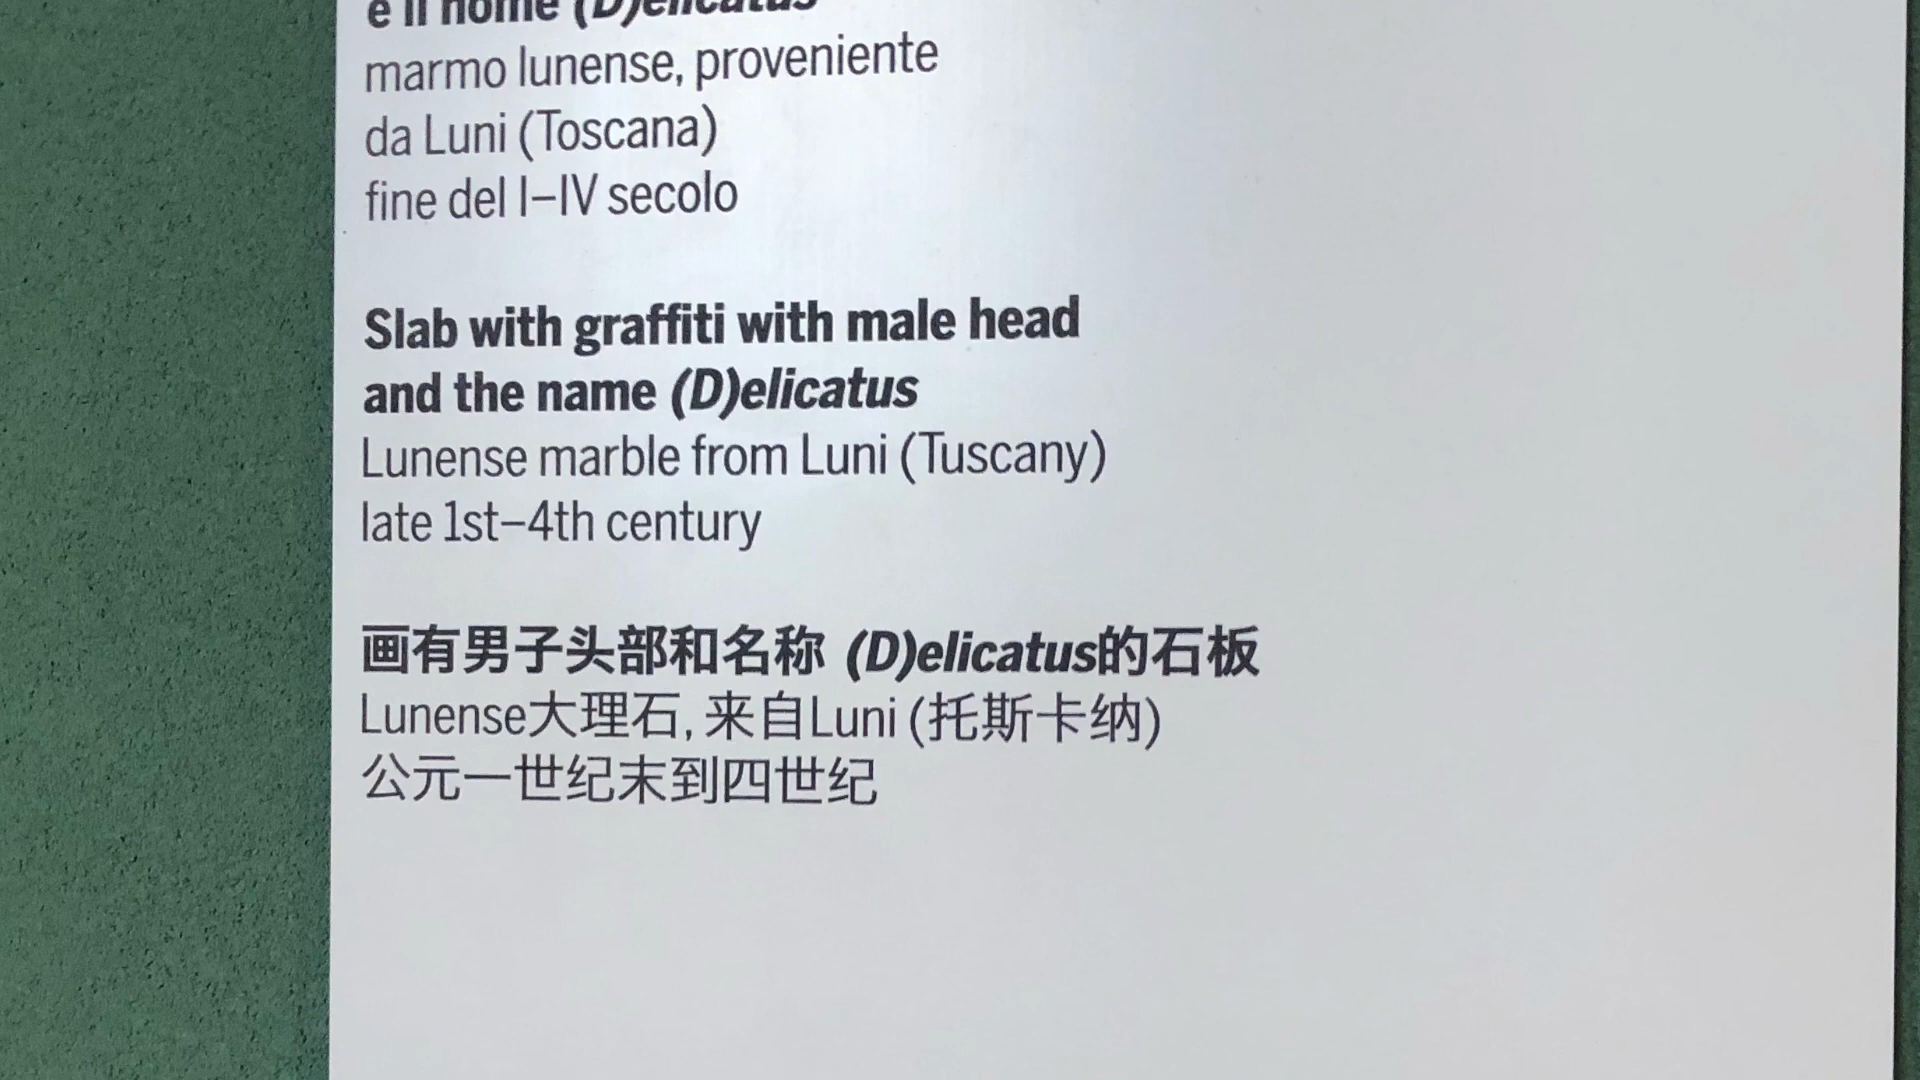 e il nome (D)elicatus
marmo lunense, proveniente
da Luni (Toscana)
fine del I–IV secolo
Slab with graffiti with male head
and the name (D)elicatus
Lunense marble from Luni (Tuscany)
late 1st–4th century
画有男子头部和名称 (D)elicatus的石板
Lunense大理石, 来自Luni (托斯卡纳)
公元一世纪末到四世纪